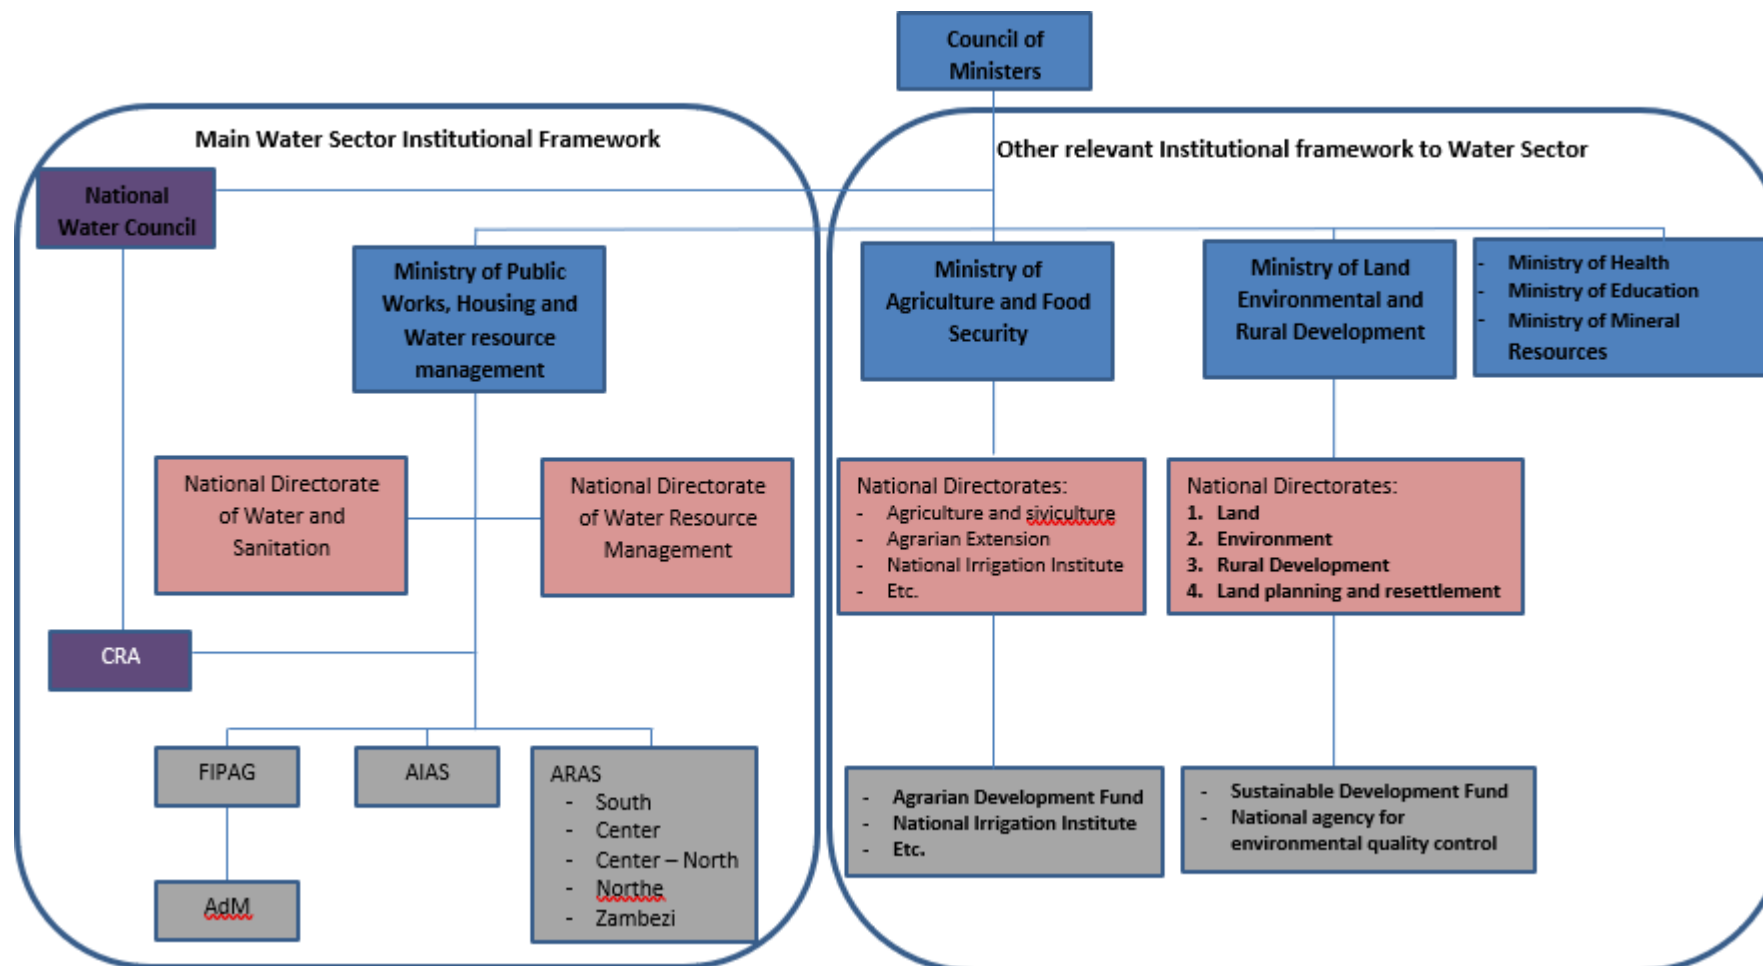 Council of
Ministers
Main Water Sector Institutional Framework
Other relevant Institutional framework to Water Sector
National
Water Council
Ministry of Public
Works, Housing and
Water resource
management
Ministry of
Agriculture and Food
Security
Ministry of Land
Environmental and
Rural Development
- Ministry of Health
- Ministry of Education
- Ministry of Mineral
Resources
National Directorate
of Water and
Sanitation
National Directorate
of Water Resource
Management
National Directorates:
- Agriculture and siviculture
- Agrarian Extension
- National Irrigation Institute
- Etc.
National Directorates:
1. Land
2. Environment
3. Rural Development
4. Land planning and resettlement
CRA
FIPAG
AIAS
ARAS
- South
- Center
- Center – North
- Northe
- Zambezi
AdM
- Agrarian Development Fund
- National Irrigation Institute
- Etc.
- Sustainable Development Fund
- National agency for
environmental quality control